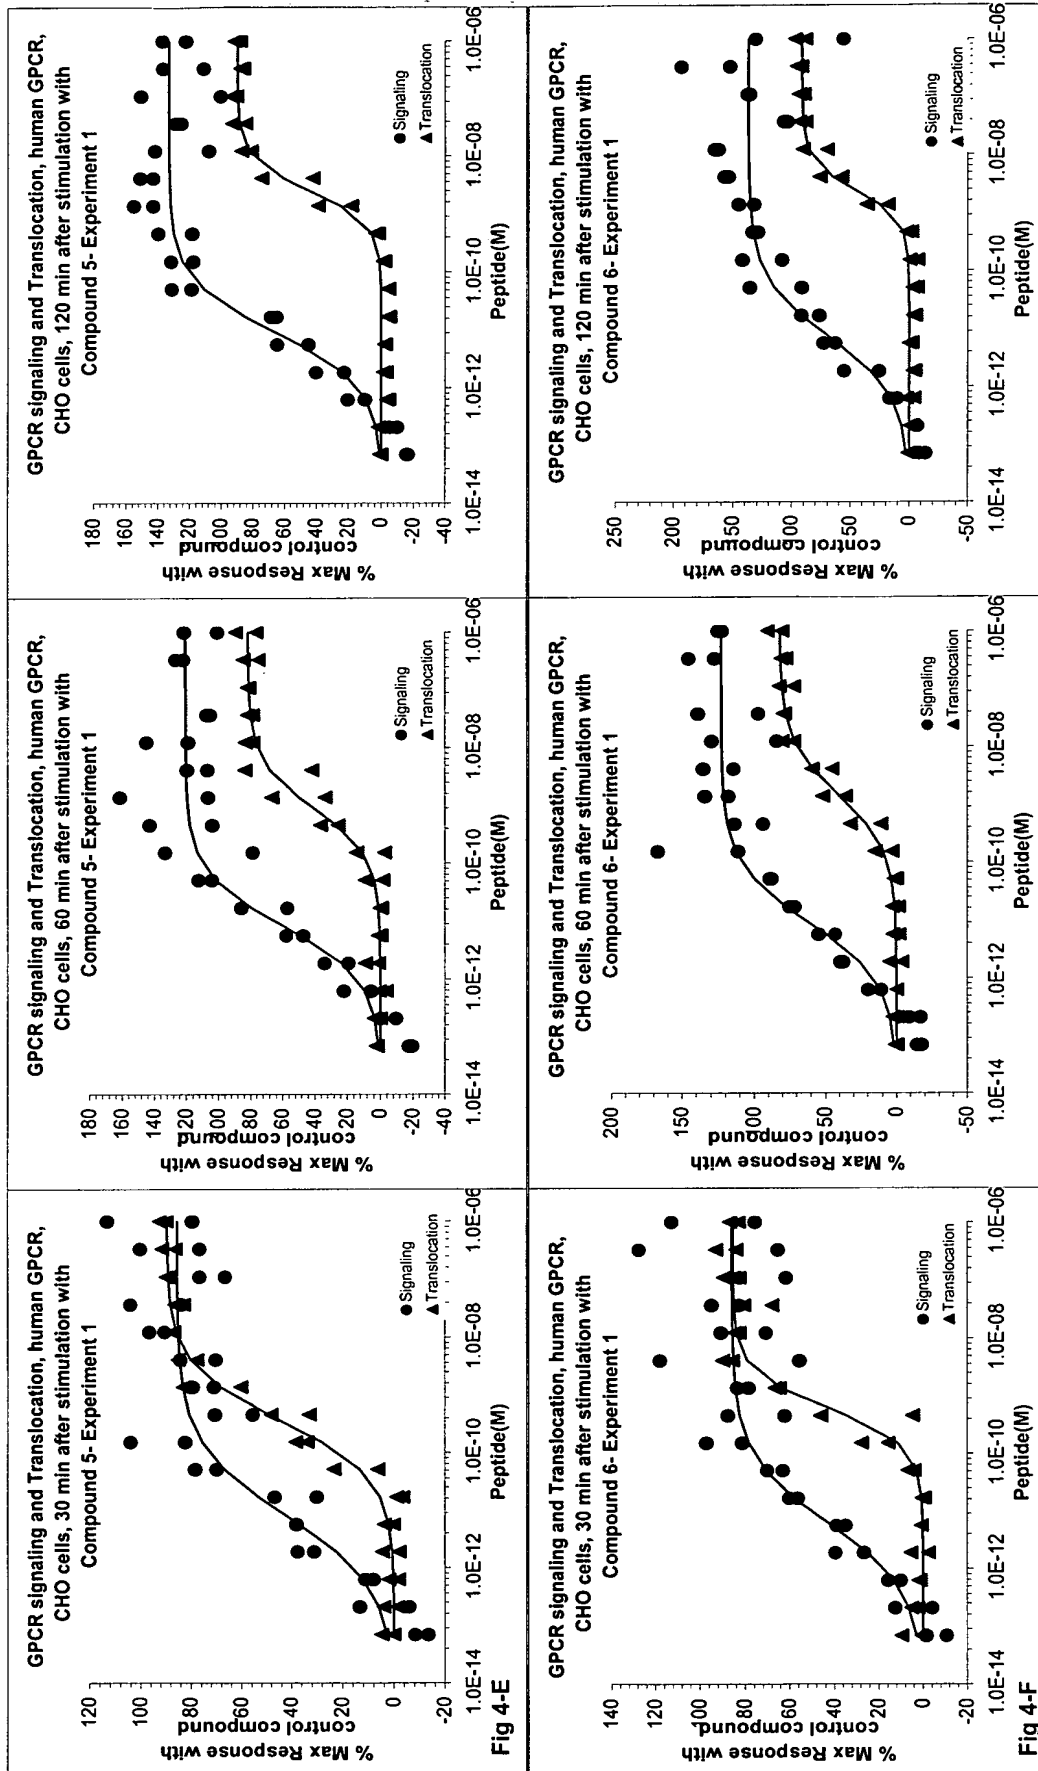 GPCR signaling and Translocation, human GPCR,
CHO cells, 30 min after stimulation with
Compound 5- Experiment 1
% Max Response with
control compound
120
100
80
60
40
20
0
-20
1.0E-14
1.0E-12
1.0E-10
1.0E-08
1.0E-06
Peptide(M)
Signaling
Translocation
Fig 4-E
GPCR signaling and Translocation, human GPCR,
CHO cells, 60 min after stimulation with
Compound 5- Experiment 1
% Max Response with
control compound
180
160
140
120
100
80
60
40
20
0
-20
-40
1.0E-14
1.0E-12
1.0E-10
1.0E-08
1.0E-06
Peptide(M)
Signaling
Translocation
GPCR signaling and Translocation, human GPCR,
CHO cells, 120 min after stimulation with
Compound 5- Experiment 1
% Max Response with
control compound
180
160
140
120
100
80
60
40
20
0
-20
-40
1.0E-14
1.0E-12
1.0E-10
1.0E-08
1.0E-06
Peptide(M)
Signaling
Translocation
GPCR signaling and Translocation, human GPCR,
CHO cells, 30 min after stimulation with
Compound 6- Experiment 1
% Max Response with
control compound
140
120
100
80
60
40
20
0
-20
1.0E-14
1.0E-12
1.0E-10
1.0E-08
1.0E-06
Peptide(M)
Signaling
Translocation
Fig 4-F
GPCR signaling and Translocation, human GPCR,
CHO cells, 60 min after stimulation with
Compound 6- Experiment 1
% Max Response with
control compound
200
150
100
50
0
-50
1.0E-14
1.0E-12
1.0E-10
1.0E-08
1.0E-06
Peptide(M)
Signaling
Translocation
GPCR signaling and Translocation, human GPCR,
CHO cells, 120 min after stimulation with
Compound 6- Experiment 1
% Max Response with
control compound
250
200
150
100
50
0
-50
1.0E-14
1.0E-12
1.0E-10
1.0E-08
1.0E-06
Peptide(M)
Signaling
Translocation